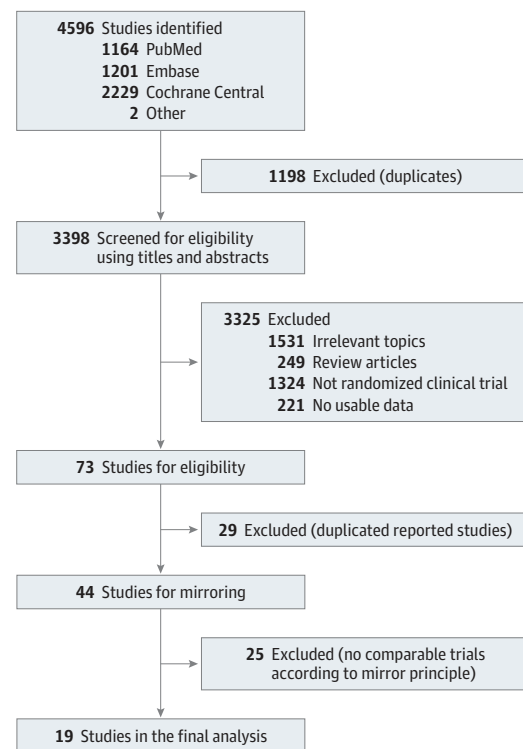 4596 Studies identified
1164 PubMed
1201 Embase
2229 Cochrane Central
2 Other
1198 Excluded (duplicates)
3398 Screened for eligibility
using titles and abstracts
3325 Excluded
1531 Irrelevant topics
249 Review articles
1324 Not randomized clinical trial
221 No usable data
73 Studies for eligibility
29 Excluded (duplicated reported studies)
44 Studies for mirroring
25 Excluded (no comparable trials
according to mirror principle)
19 Studies in the final analysis